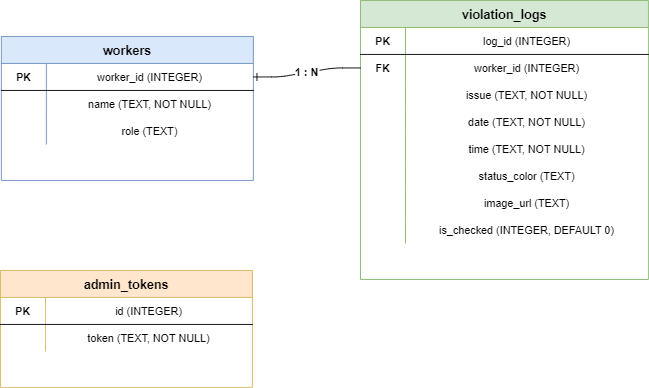 workers
PK worker_id (INTEGER)
name (TEXT, NOT NULL)
role (TEXT)
1 : N
violation_logs
PK log_id (INTEGER)
FK worker_id (INTEGER)
issue (TEXT, NOT NULL)
date (TEXT, NOT NULL)
time (TEXT, NOT NULL)
status_color (TEXT)
image_url (TEXT)
is_checked (INTEGER, DEFAULT 0)
admin_tokens
PK id (INTEGER)
token (TEXT, NOT NULL)